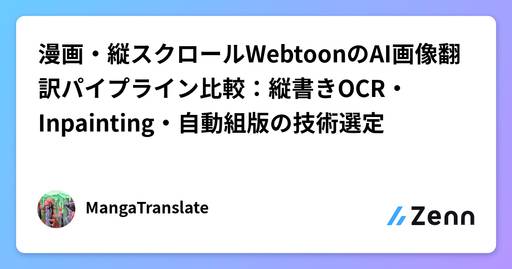 漫画・縦スクロールWebtoonのAI画像翻
訳パイプライン比較：縦書きOCR・
Inpainting・自動組版の技術選定
MangaTranslate
Zenn